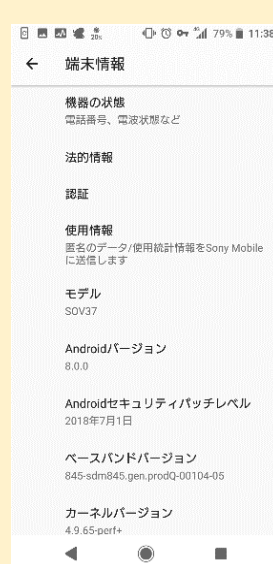 79% 11:38
端末情報
機器の状態
電話番号、電波状態など
法的情報
認証
使用情報
匿名のデータ/使用統計情報をSony Mobile
に送信します
モデル
SOV37
Androidバージョン
8.0.0
Androidセキュリティパッチレベル
2018年7月1日
ベースバンドバージョン
845-sdm845.gen.prodQ-00104-05
カーネルバージョン
4.9.65-perf+